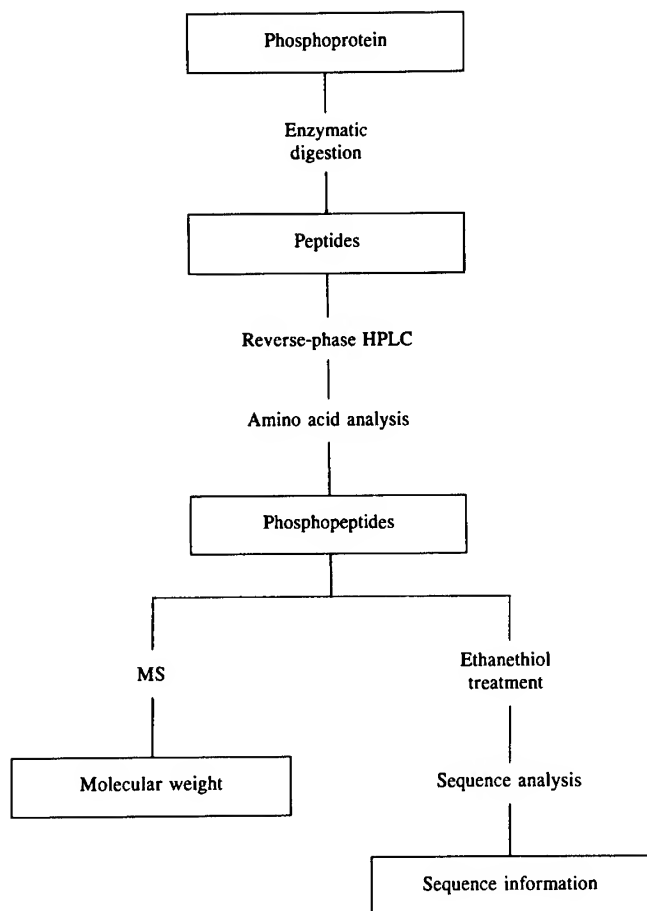 Phosphoprotein
Enzymatic
digestion
Peptides
Reverse-phase HPLC
Amino acid analysis
Phosphopeptides
MS
Ethanethiol
treatment
Molecular weight
Sequence analysis
Sequence information